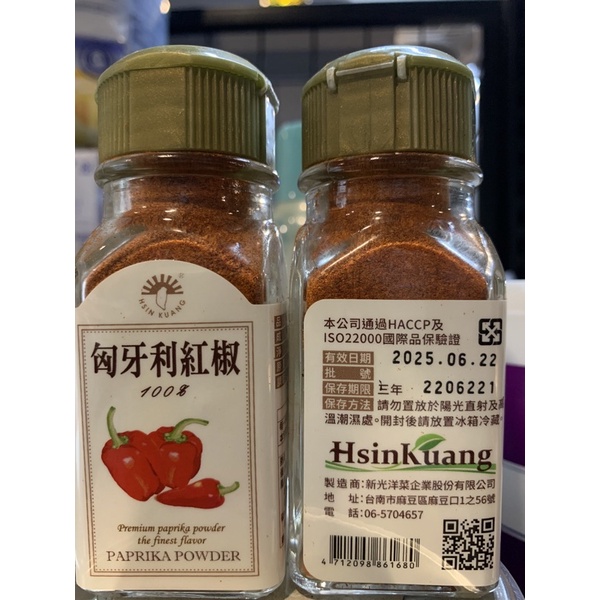 HSIN KUANG
匈牙利紅椒
100%
Premium paprika powder
the finest flavor
PAPRIKA POWDER
本公司通過HACCP及
ISO22000國際品保驗證
有效日期 2025.06.22
批號
保存期限 三年 2206221
保存方法 請勿置放於陽光直射及高
溫潮濕處。開封後請放置冰箱冷藏。
HsinKuang
製造商：新光洋菜企業股份有限公司
地　址：台南市麻豆區麻豆口1之56號
電　話：06-5704657
4 712098 861680